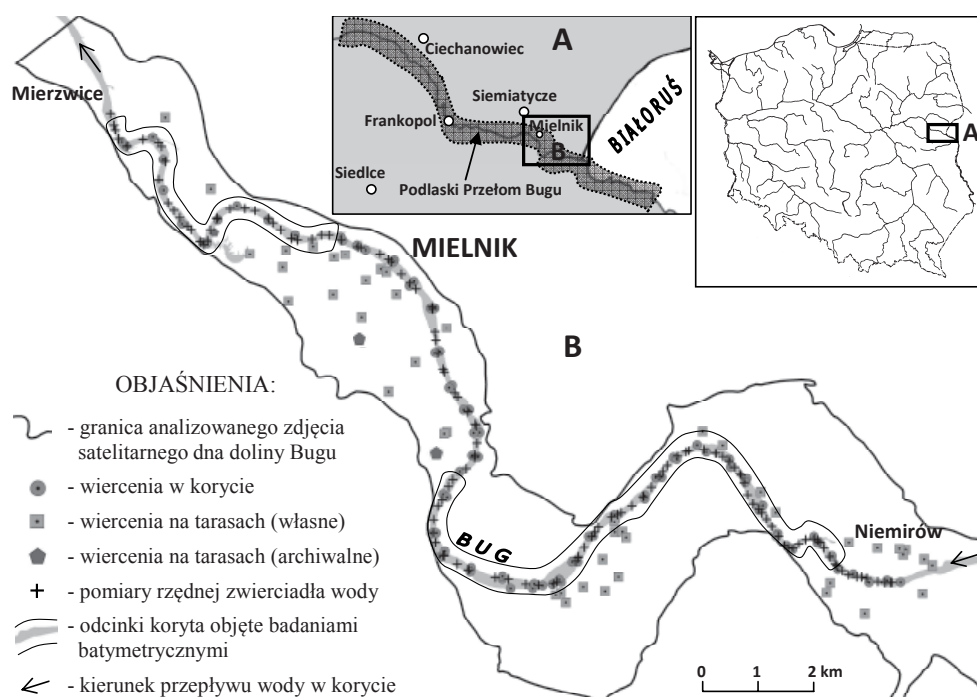 Mierzwice
Ciechanowiec
A
Siemiatycze
Frankopol
Mielnik
B
BIAŁORUŚ
Siedlce
Podlaski Przełom Bugu
A
MIELNIK
B
BUG
Niemirów
OBJAŚNIENIA:
- granica analizowanego zdjęcia
satelitarnego dna doliny Bugu
- wiercenia w korycie
- wiercenia na tarasach (własne)
- wiercenia na tarasach (archiwalne)
- pomiary rzędnej zwierciadła wody
- odcinki koryta objęte badaniami
batymetrycznymi
- kierunek przepływu wody w korycie
0 1 2 km